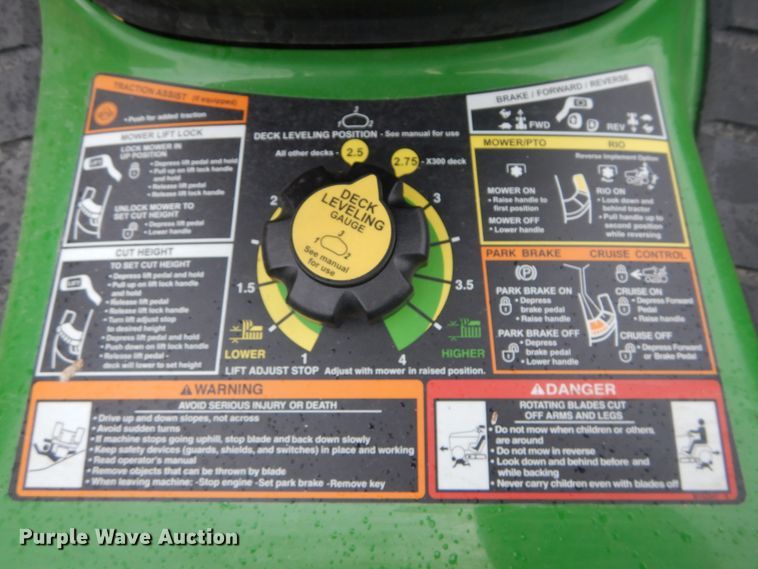 TRACTION ASSIST (If equipped)
• Push for added traction
MOWER LIFT LOCK
LOCK MOWER IN
UP POSITION
• Depress lift pedal and hold
• Pull up on lift lock handle
and hold
• Release lift pedal
• Release lift lock handle
UNLOCK MOWER TO
SET CUT HEIGHT
• Depress lift pedal
• Lower handle
CUT HEIGHT
TO SET CUT HEIGHT
• Depress lift pedal and hold
• Pull up on lift lock handle
and hold
• Release lift pedal
• Release lift lock handle
• Turn lift adjust stop
to desired height
• Depress lift pedal and hold
• Push down on lift lock handle
• Release lift pedal -
deck will lower to set height
3
1 2
DECK LEVELING POSITION - See manual for use
All other decks - 2.5
2.75 - X300 deck
DECK
LEVELING
GAUGE
3
1 2
See manual
for use
2
3
1.5
3.5
1
4
LOWER
HIGHER
LIFT ADJUST STOP Adjust with mower in raised position.
BRAKE / FORWARD / REVERSE
FWD
REV
MOWER/PTO
RIO
Reverse Implement Option
MOWER ON
• Raise handle to
first position
MOWER OFF
• Lower handle
RIO ON
• Look down and
behind tractor
• Pull handle up to
second position
while reversing
PARK BRAKE
CRUISE CONTROL
PARK BRAKE ON
• Depress
brake pedal
• Raise handle
PARK BRAKE OFF
• Depress
brake pedal
• Lower handle
CRUISE ON
• Depress Forward
Pedal
• Raise handle
CRUISE OFF
• Depress Forward
or Brake Pedal
WARNING
AVOID SERIOUS INJURY OR DEATH
• Drive up and down slopes, not across
• Avoid sudden turns
• If machine stops going uphill, stop blade and back down slowly
• Keep safety devices (guards, shields, and switches) in place and working
• Read operator's manual
• Remove objects that can be thrown by blade
• When leaving machine: -Stop engine -Set park brake -Remove key
DANGER
ROTATING BLADES CUT
OFF ARMS AND LEGS
• Do not mow when children or others
are around
• Do not mow in reverse
• Look down and behind before and
while backing
• Never carry children even with blades off
Purple Wave Auction